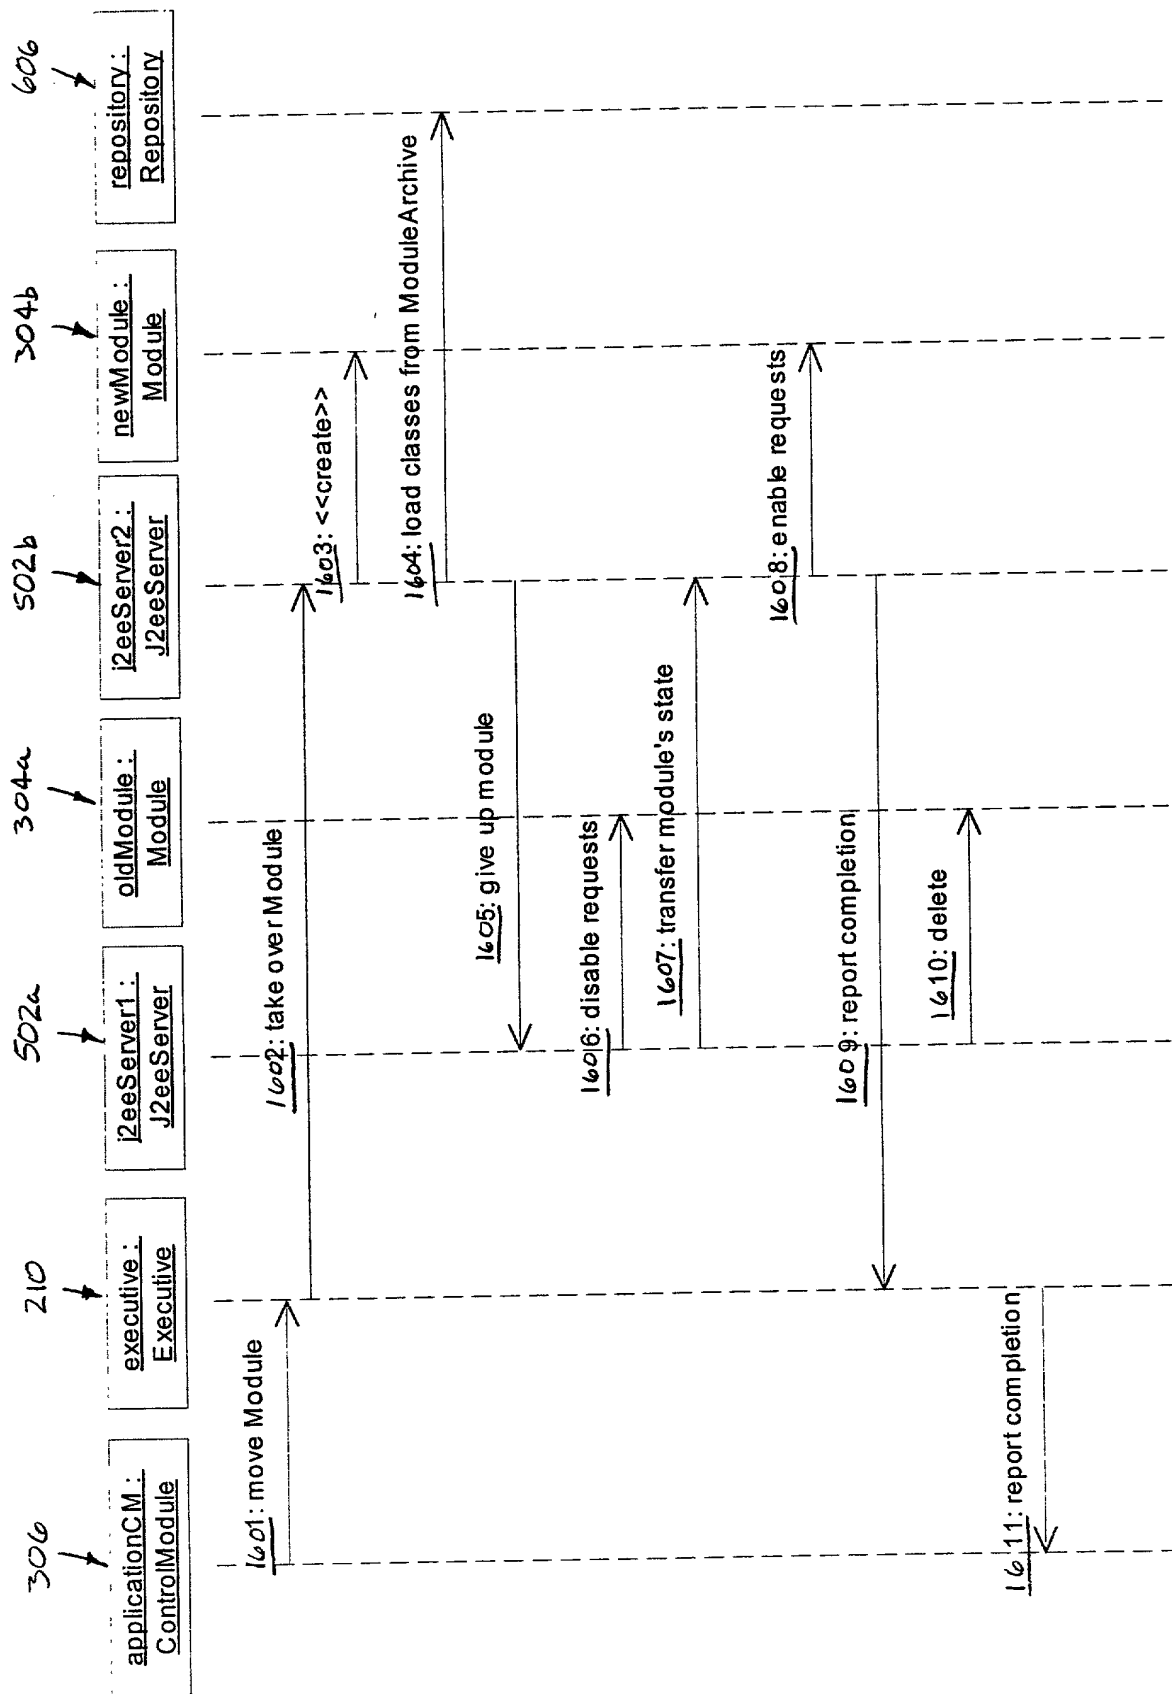 306
210
502a
304a
502b
304b
606
applicationCM :
ControlModule
executive :
Executive
j2eeServer1 :
J2eeServer
oldModule :
Module
j2eeServer2 :
J2eeServer
newModule :
Module
repository :
Repository
1601: move Module
1602: take over Module
1603: <<create>>
1604: load classes from ModuleArchive
1605: give up module
1606: disable requests
1607: transfer module's state
1608: enable requests
1609: report completion
1610: delete
1611: report completion